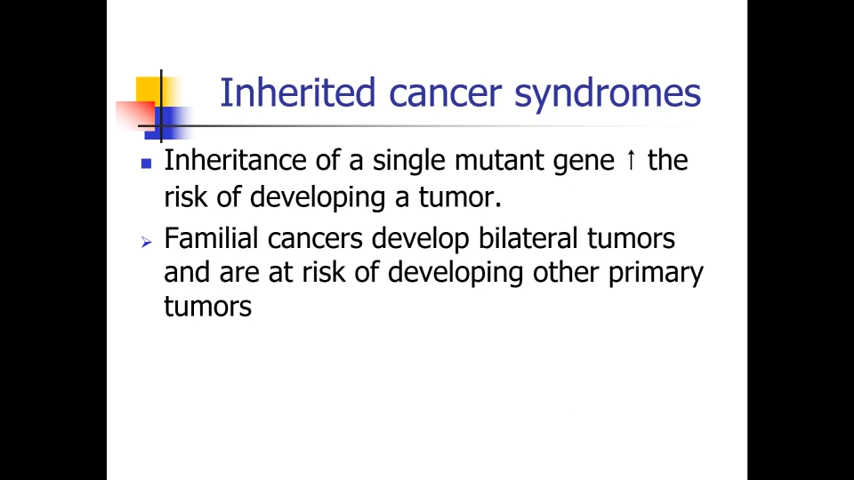 Inherited cancer syndromes
Inheritance of a single mutant gene ↑ the
risk of developing a tumor.
Familial cancers develop bilateral tumors
and are at risk of developing other primary
tumors